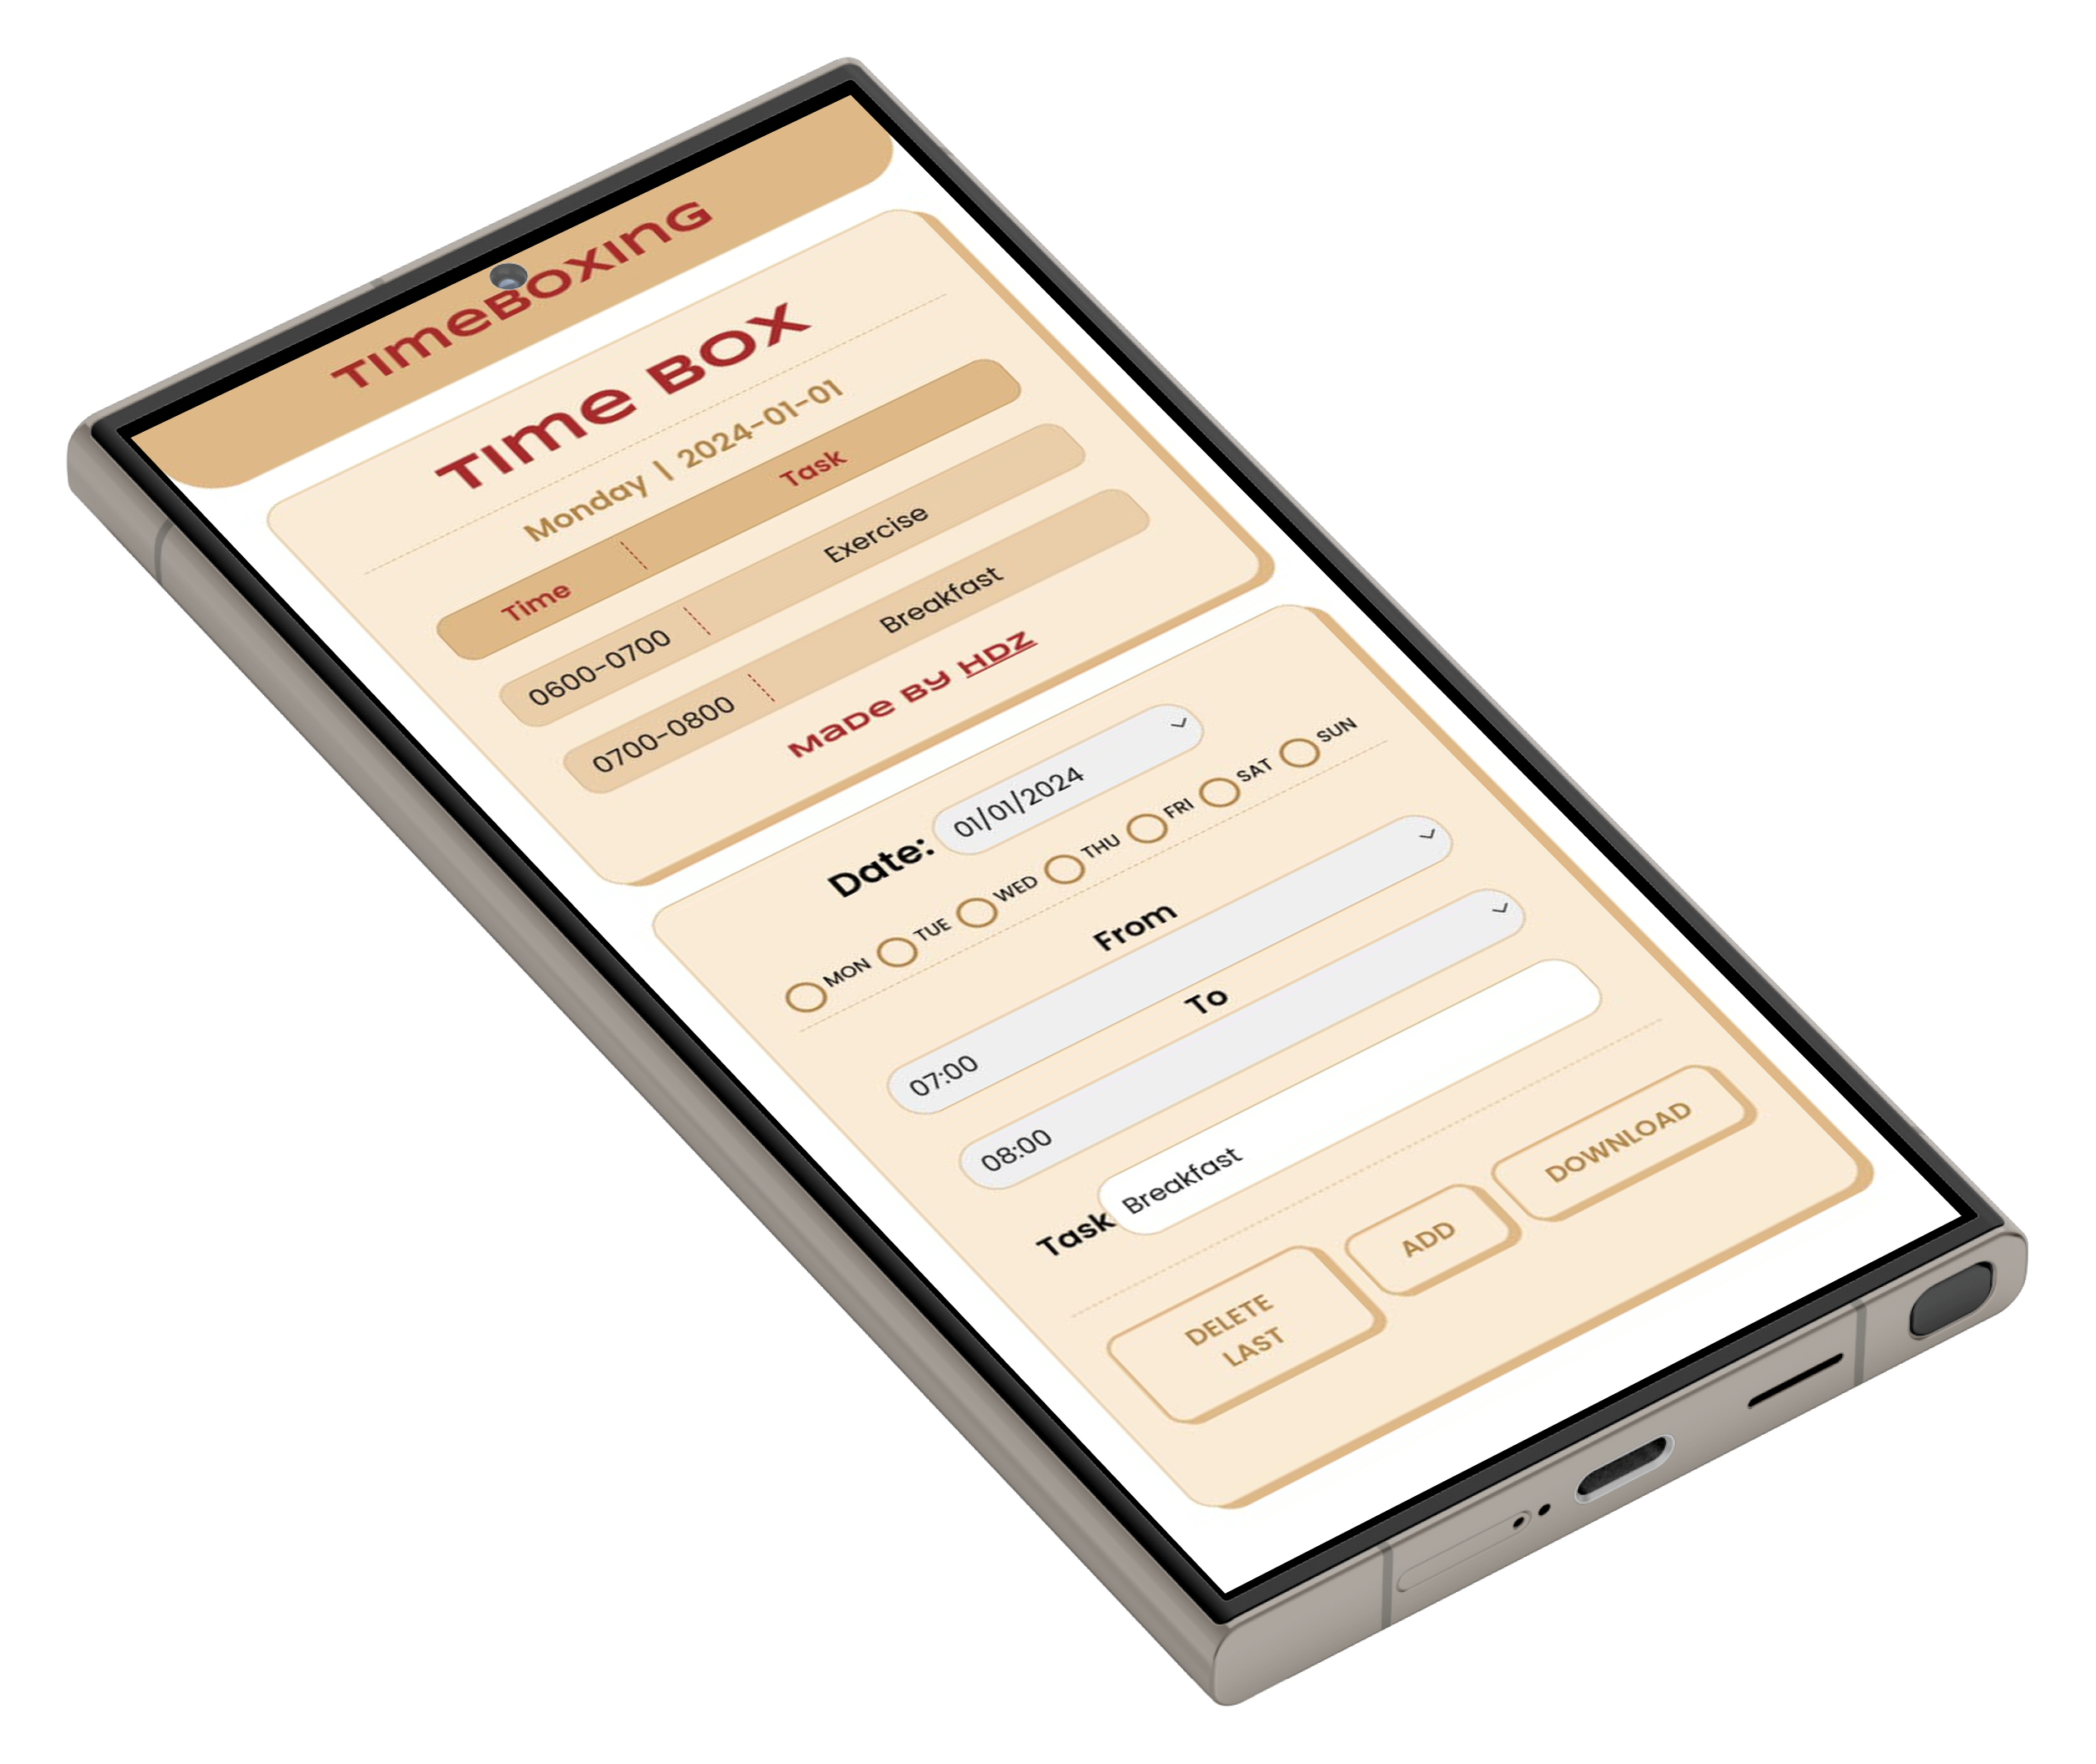 TimeBOXING
Time BOX
Monday | 2024-01-01
Time Task
0600-0700 Exercise
0700-0800 Breakfast
MADE BY HDZ
Date: 01/01/2024
MON TUE WED THU FRI SAT SUN
From
07:00
To
08:00
Task Breakfast
DELETE LAST ADD DOWNLOAD